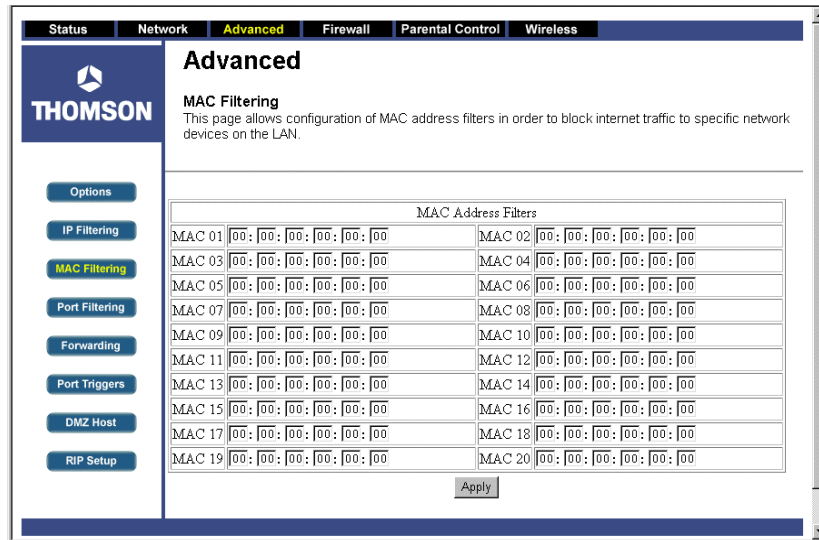 Status Network Advanced Firewall Parental Control Wireless
THOMSON
Advanced
MAC Filtering
This page allows configuration of MAC address filters in order to block internet traffic to specific network
devices on the LAN.
Options
IP Filtering
MAC Filtering
Port Filtering
Forwarding
Port Triggers
DMZ Host
RIP Setup
MAC Address Filters
MAC 01 00: 00: 00: 00: 00: 00 MAC 02 00: 00: 00: 00: 00: 00
MAC 03 00: 00: 00: 00: 00: 00 MAC 04 00: 00: 00: 00: 00: 00
MAC 05 00: 00: 00: 00: 00: 00 MAC 06 00: 00: 00: 00: 00: 00
MAC 07 00: 00: 00: 00: 00: 00 MAC 08 00: 00: 00: 00: 00: 00
MAC 09 00: 00: 00: 00: 00: 00 MAC 10 00: 00: 00: 00: 00: 00
MAC 11 00: 00: 00: 00: 00: 00 MAC 12 00: 00: 00: 00: 00: 00
MAC 13 00: 00: 00: 00: 00: 00 MAC 14 00: 00: 00: 00: 00: 00
MAC 15 00: 00: 00: 00: 00: 00 MAC 16 00: 00: 00: 00: 00: 00
MAC 17 00: 00: 00: 00: 00: 00 MAC 18 00: 00: 00: 00: 00: 00
MAC 19 00: 00: 00: 00: 00: 00 MAC 20 00: 00: 00: 00: 00: 00
Apply